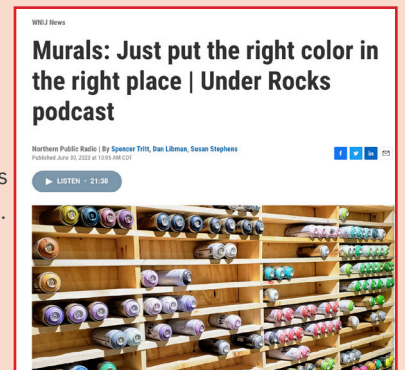 WNIJ News
Murals: Just put the right color in
the right place | Under Rocks
podcast
Northern Public Radio | By Spencer Tritt, Dan Libman, Susan Stephens
Published June 30, 2023 at 10:05 AM CDT
f
in
LISTEN • 21:38
s
.